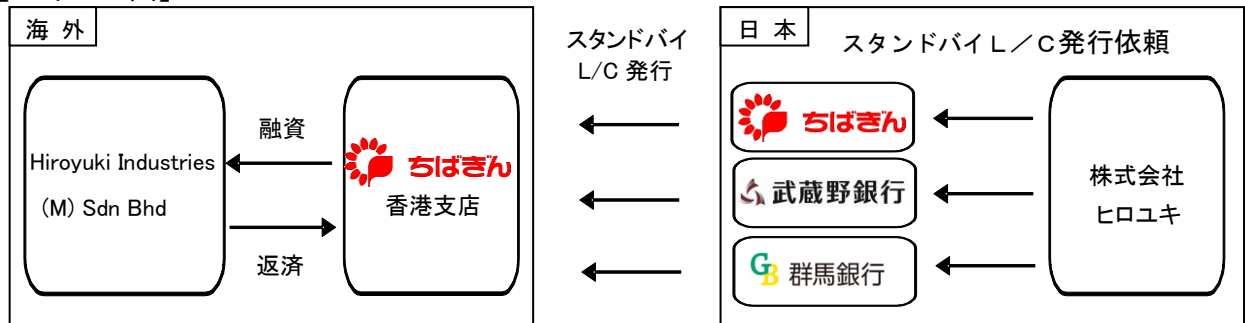 海 外
Hiroyuki Industries
(M) Sdn Bhd
融資
返済
ちばぎん
香港支店
スタンドバイ
L/C 発行
日 本
スタンドバイL/C発行依頼
ちばぎん
武蔵野銀行
GB 群馬銀行
株式会社
ヒロユキ